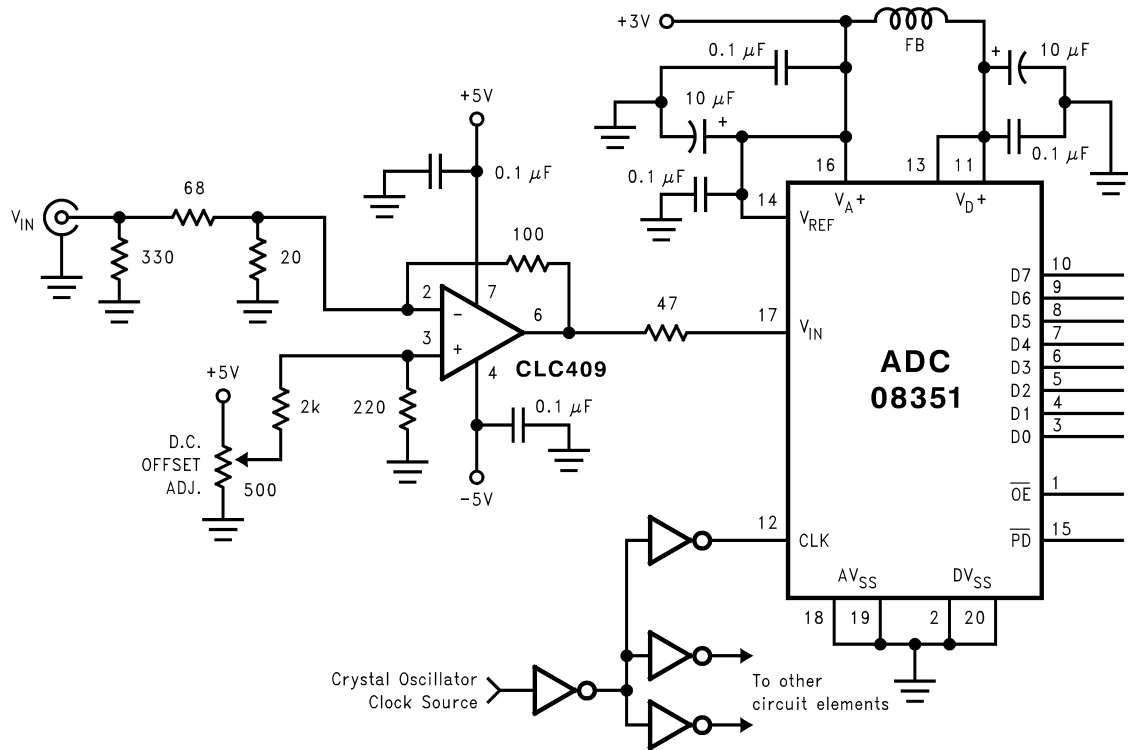 +3V
FB
0.1 µF
+ 10 µF
10 µF +
0.1 µF
0.1 µF
16
13
11
V_A+
V_D+
14
V_REF
+5V
0.1 µF
V_IN
68
330
20
100
2
7
−
3
+
6
4
CLC409
47
17
V_IN
ADC
08351
D7 10
D6 9
D5 8
D4 7
D3 6
D2 5
D1 4
D0 3
O̅E̅ 1
P̅D̅ 15
+5V
2k
220
0.1 µF
D.C.
OFFSET
ADJ.
500
−5V
12
CLK
AV_SS
DV_SS
18
19
2
20
Crystal Oscillator
Clock Source
To other
circuit elements